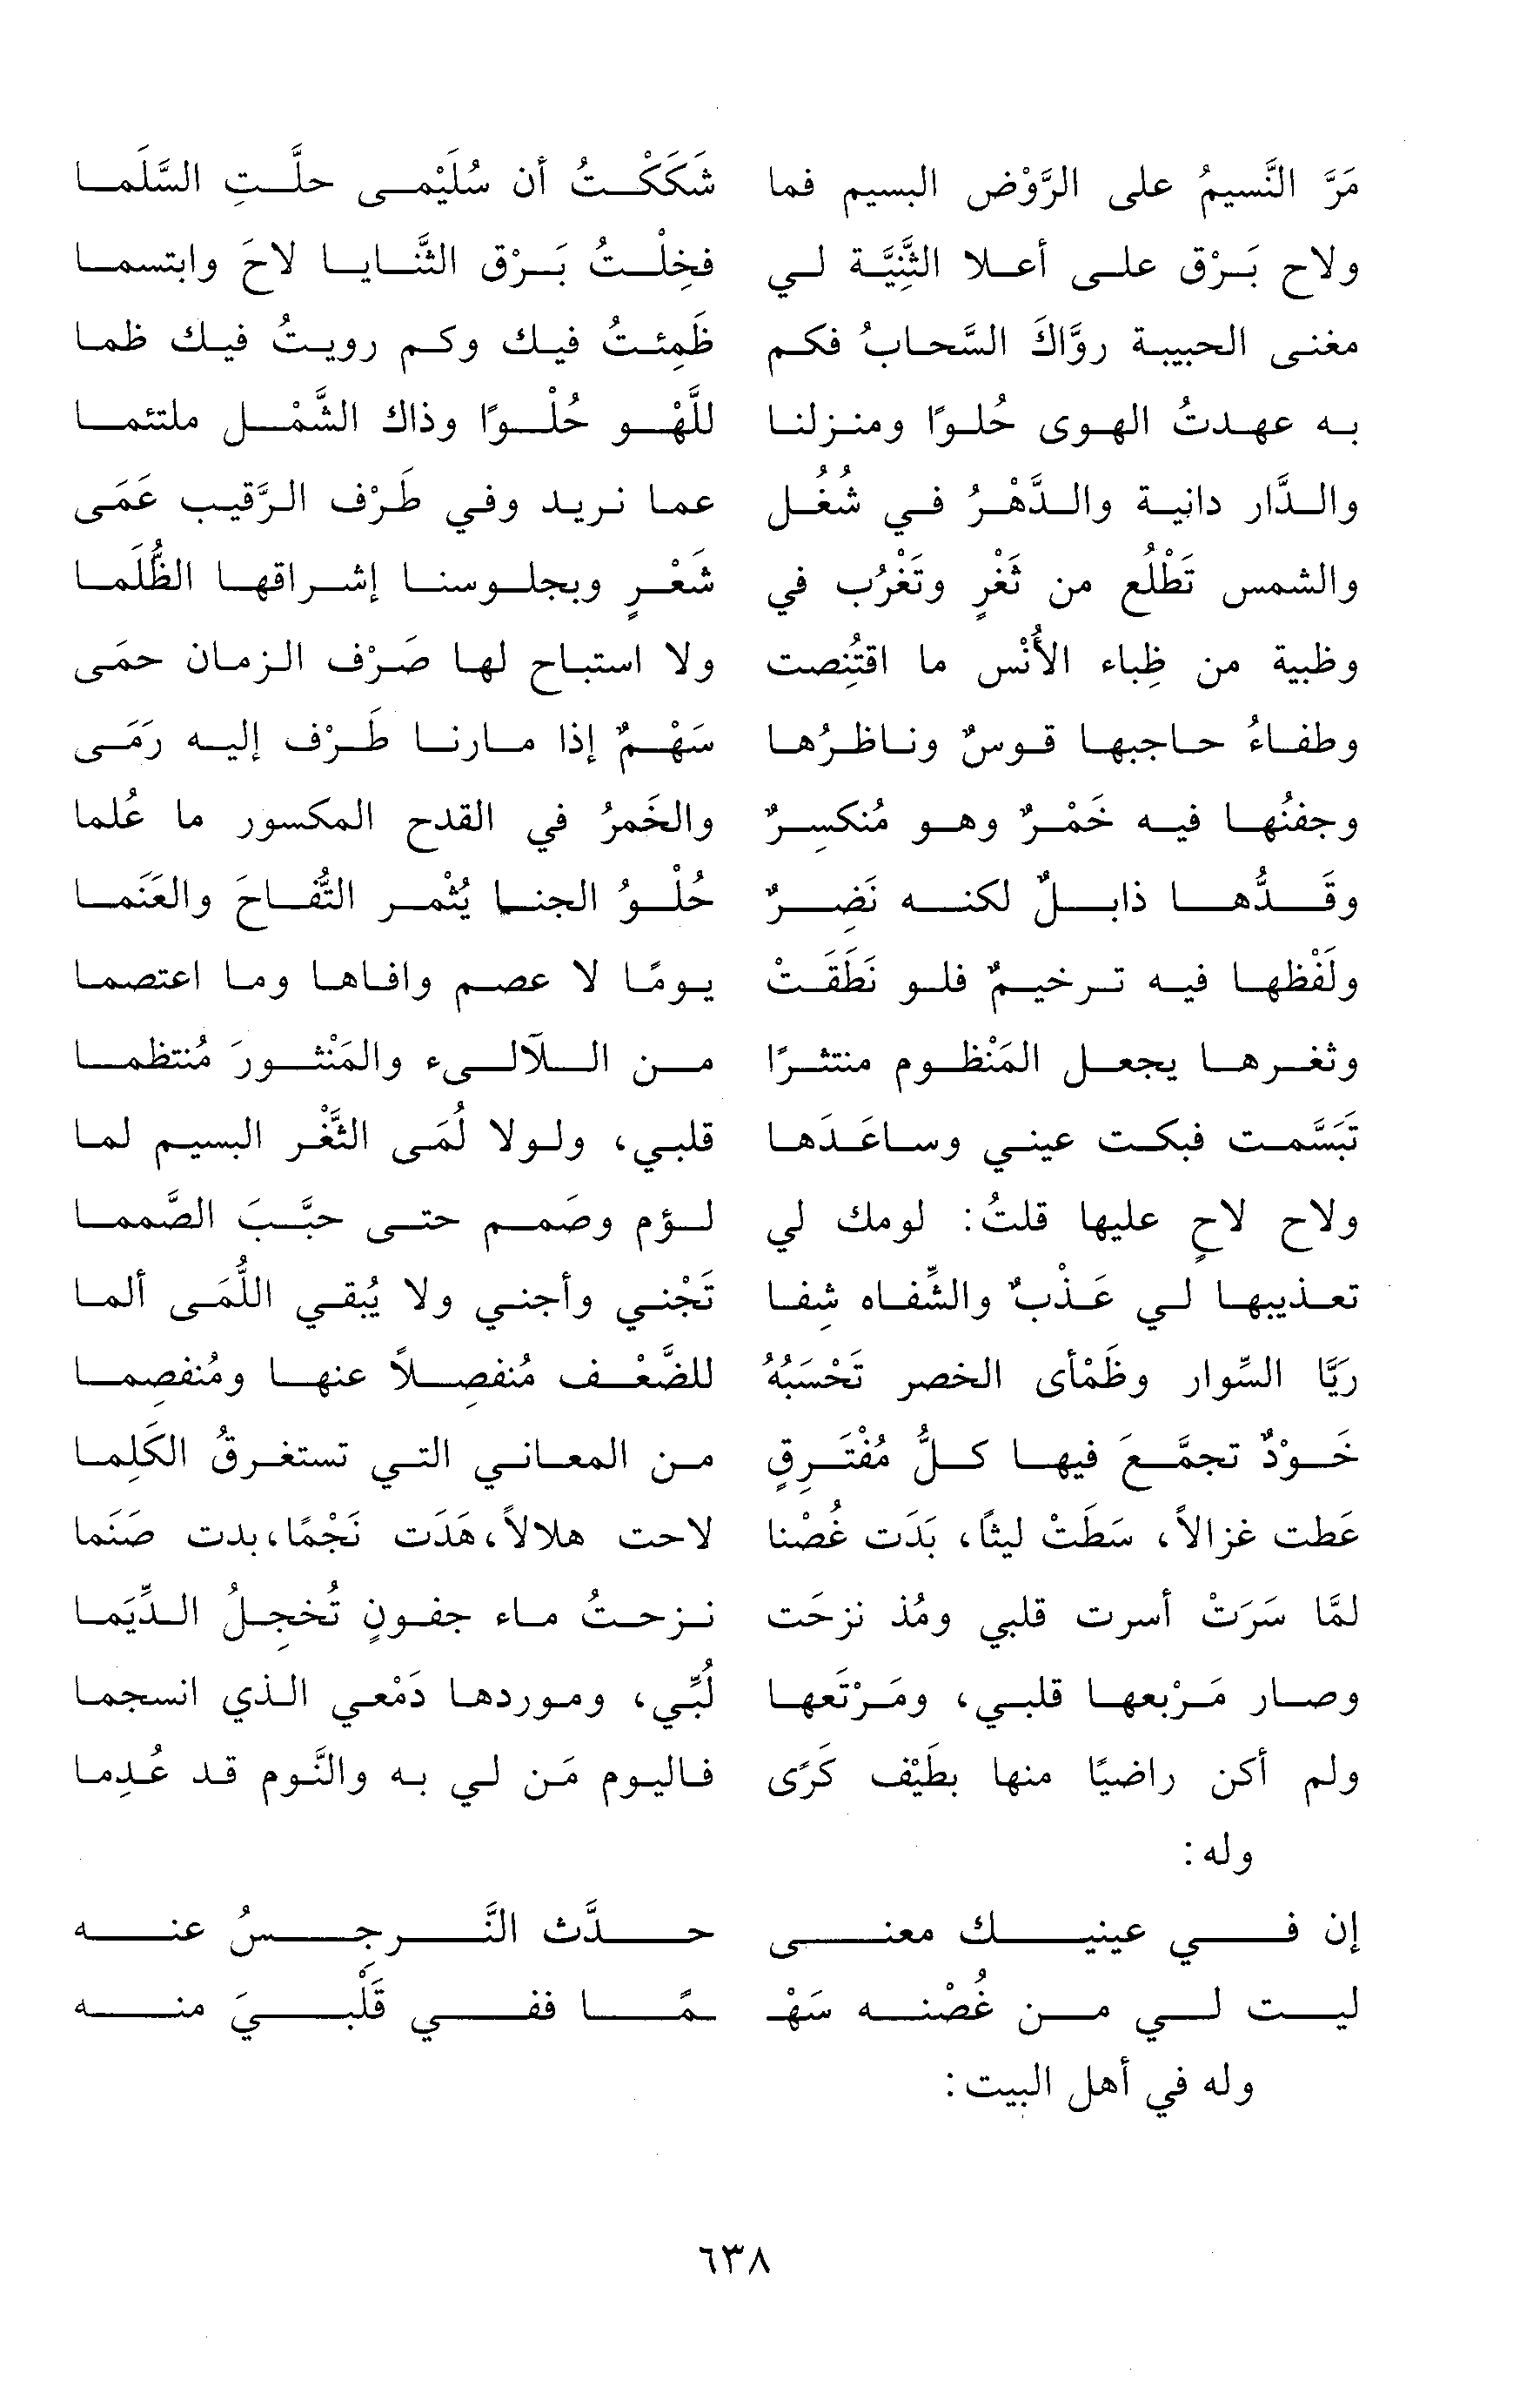 مَرَّ النَّسيمُ على الرَّوْض البسيم فما شَكَكْتُ أن سُلَيْمى حلَّتِ السَّلَما
ولاح بَرْق على أعلا الثَّنِيَّة لي فخِلْتُ بَرْق الثَّنايا لاحَ وابتسما
مغنى الحبيبة روَّاكَ السَّحابُ فكم ظَمِئتُ فيك وكم رويتُ فيك ظما
به عهدتُ الهوى حُلوًا ومنزلنا للَّهْو حُلْوًا وذاك الشَّمْل ملتئما
والدَّار دانية والدَّهْرُ في شُغُل عما نريد وفي طَرْف الرَّقيب عَمَى
والشمس تَطْلُع من ثَغْرٍ وتَغْرُب في شَعْرٍ وبجلوسنا إشراقها الظُّلَما
وظبية من ظِباء الأُنْس ما اقتُنِصت ولا استباح لها صَرْف الزمان حمَى
وطفاءُ حاجبها قوسٌ وناظرُها سَهْمٌ إذا مارنا طَرْف إليه رَمَى
وجفنُها فيه خَمْرٌ وهو مُنكسِرٌ والخَمرُ في القدح المكسور ما عُلما
وقَدُّها ذابلٌ لكنه نَضِرٌ حُلْوُ الجنا يُثْمر التُّفاحَ والعَنَما
ولَفْظها فيه ترخيمٌ فلو نَطَقَتْ يومًا لا عصم وافاها وما اعتصما
وثغرها يجعل المَنْظوم منتثرًا من اللآلىء والمَنْثورَ مُنتظما
تَبَسَّمت فبكت عيني وساعَدَها قلبي، ولولا لُمَى الثَّغْر البسيم لما
ولاح لاحٍ عليها قلتُ: لومك لي لؤم وصَمم حتى حبَّبَ الصَّمما
تعذيبها لي عَذْبٌ والشِّفاه شِفا تَجْني وأجني ولا يُبقي اللُّمَى ألما
رَيَّا السِّوار وظَمْأى الخصر تَحْسَبُهُ للضَّعْف مُنفصِلاً عنها ومُنفصِما
خَوْدٌ تجمَّعَ فيها كلُّ مُفْتَرِقٍ من المعاني التي تستغرقُ الكَلِما
عَطت غزالاً، سَطَتْ ليثًا، بَدَت غُصْنا لاحت هلالاً، هَدَت نَجْمًا، بدت صَنَما
لمَّا سَرَتْ أسرت قلبي ومُذ نزحَت نزحتُ ماء جفونٍ تُخجِلُ الدِّيَما
وصار مَرْبعها قلبي، ومَرْتَعها لُبِّي، وموردها دَمْعي الذي انسجما
ولم أكن راضيًا منها بطَيْف كَرًى فاليوم مَن لي به والنَّوم قد عُدِما
وله:
إن في عينيك معنى حدَّث النَّرجِسُ عنه
ليت لي من غُصْنه سَهْـ ـمًا ففي قَلْبيَ منه
وله في أهل البيت:
٦٣٨